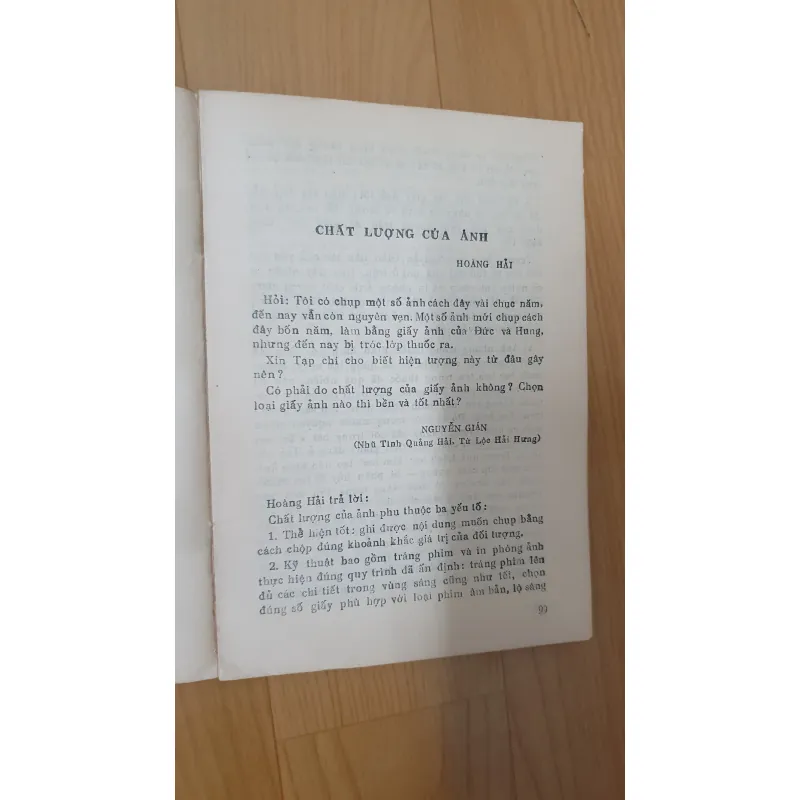 CHẤT LƯỢNG CỦA ẢNH
HOÀNG HẢI
Hỏi: Tôi có chụp một số ảnh cách đây vài chục năm,
đến nay vẫn còn nguyên vẹn. Một số ảnh mới chụp cách
đây bốn năm, làm bằng giấy ảnh của Đức và Hung,
nhưng đến nay bị tróc lớp thuốc ra.
Xin Tạp chí cho biết hiện tượng này từ đâu gây
nên?
Có phải do chất lượng của giấy ảnh không? Chọn
loại giấy ảnh nào thì bền và tốt nhất?
NGUYỄN GIÁN
(Nhũ Tình Quảng Hải, Tứ Lộc Hải Hưng)
Hoàng Hải trả lời:
Chất lượng của ảnh phụ thuộc ba yếu tố:
1. Thể hiện tốt: ghi được nội dung muốn chụp bằng
cách chộp đúng khoảnh khắc giá trị của đối tượng.
2. Kỹ thuật bao gồm tráng phim và in phóng ảnh
thực hiện đúng quy trình đã ấn định: tráng phim lên
đủ các chi tiết trong vùng sáng cũng như tết, chọn
đúng số giấy phù hợp với loại phim âm bản, lộ sáng